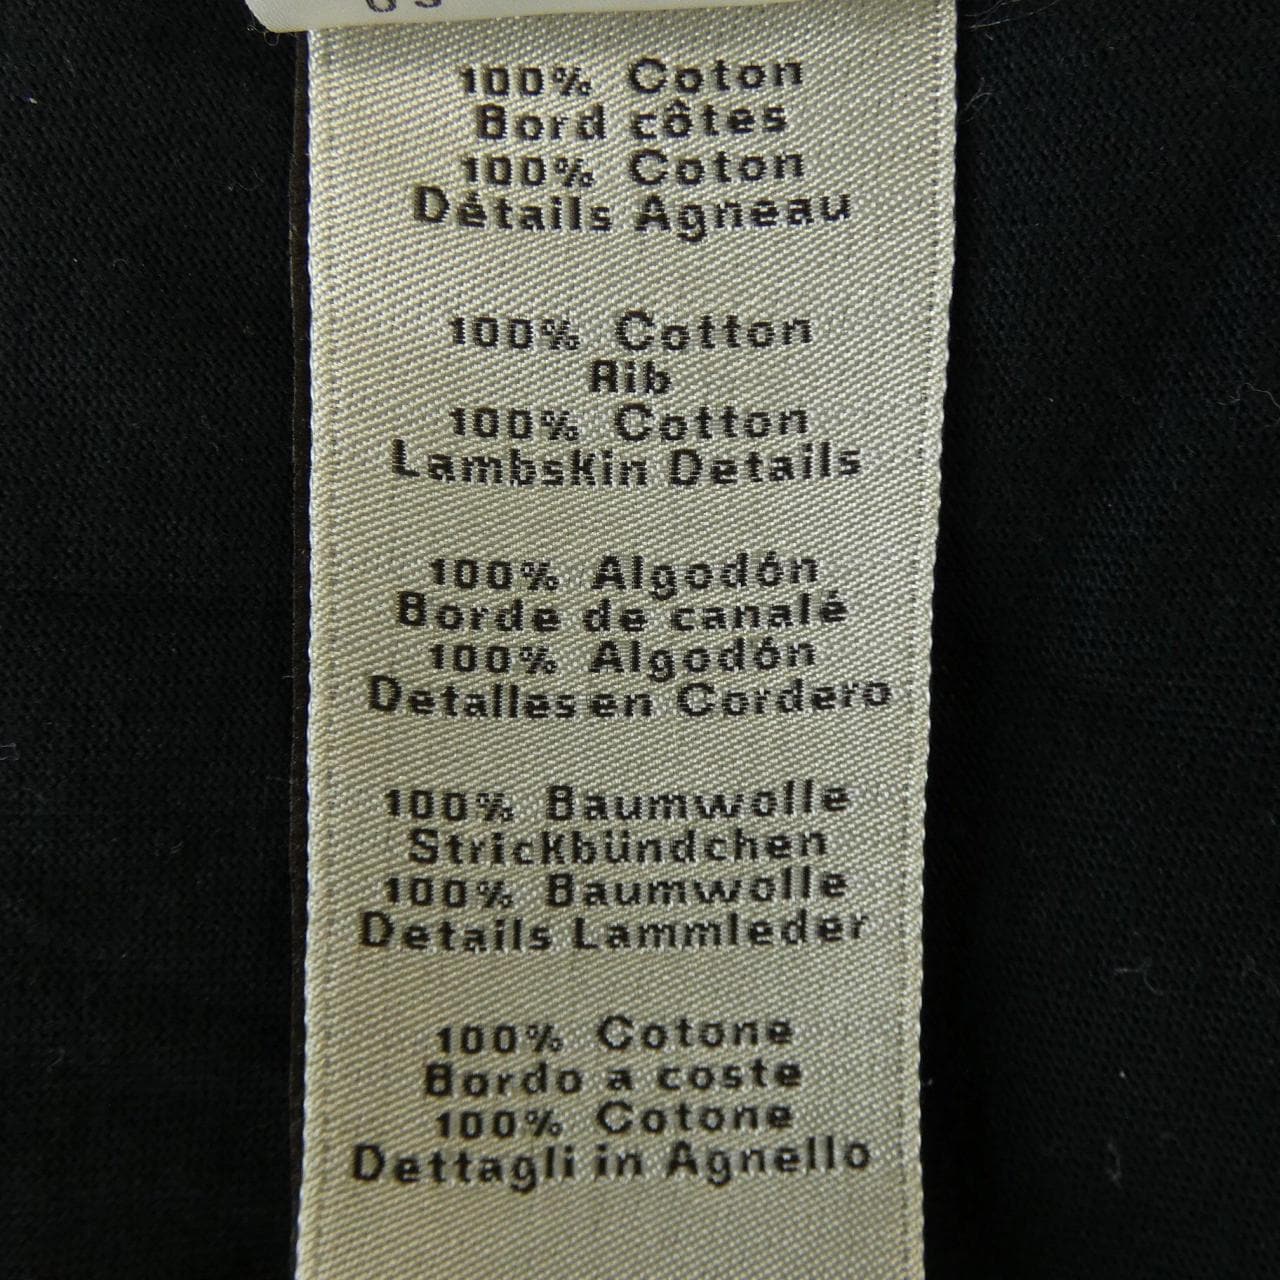 100% Coton
Bord côtes
100% Coton
Détails Agneau
100% Cotton
Rib
100% Cotton
Lambskin Details
100% Algodón
Borde de canalé
100% Algodón
Detalles en Cordero
100% Baumwolle
Strickbündchen
100% Baumwolle
Details Lammleder
100% Cotone
Bordo a coste
100% Cotone
Dettagli in Agnello